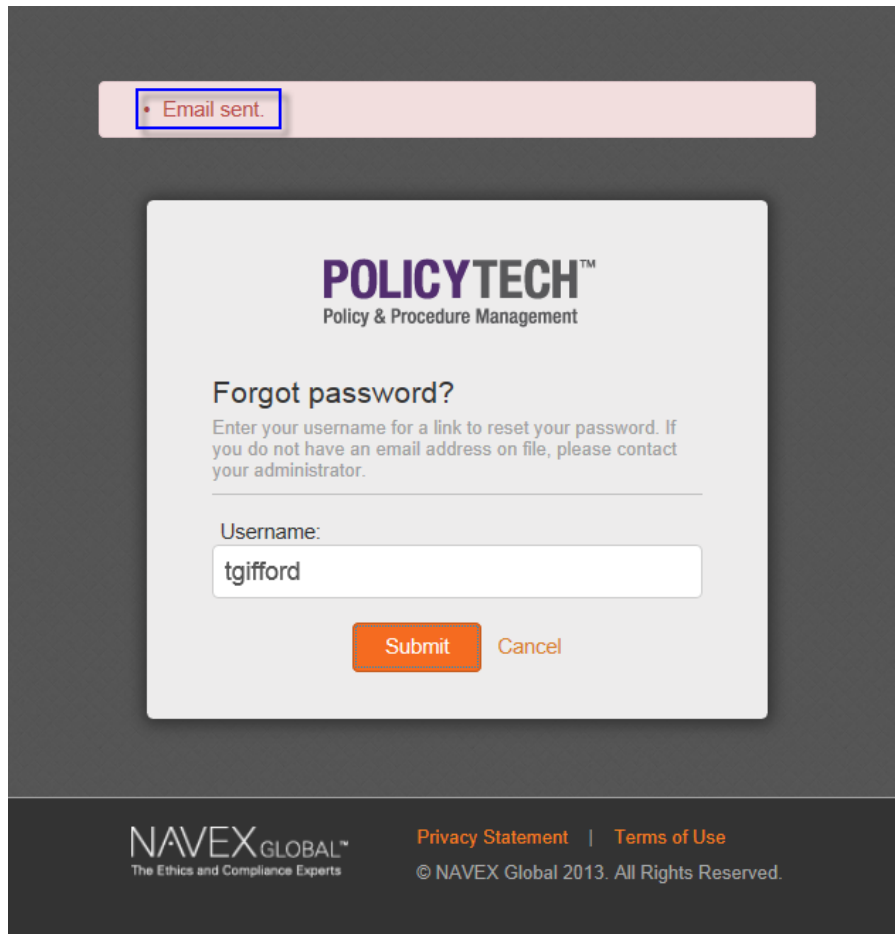 • Email sent.
POLICYTECH™
Policy & Procedure Management
Forgot password?
Enter your username for a link to reset your password. If
you do not have an email address on file, please contact
your administrator.
Username:
tgifford
Submit Cancel
NAVEX GLOBAL™
The Ethics and Compliance Experts
Privacy Statement | Terms of Use
© NAVEX Global 2013. All Rights Reserved.